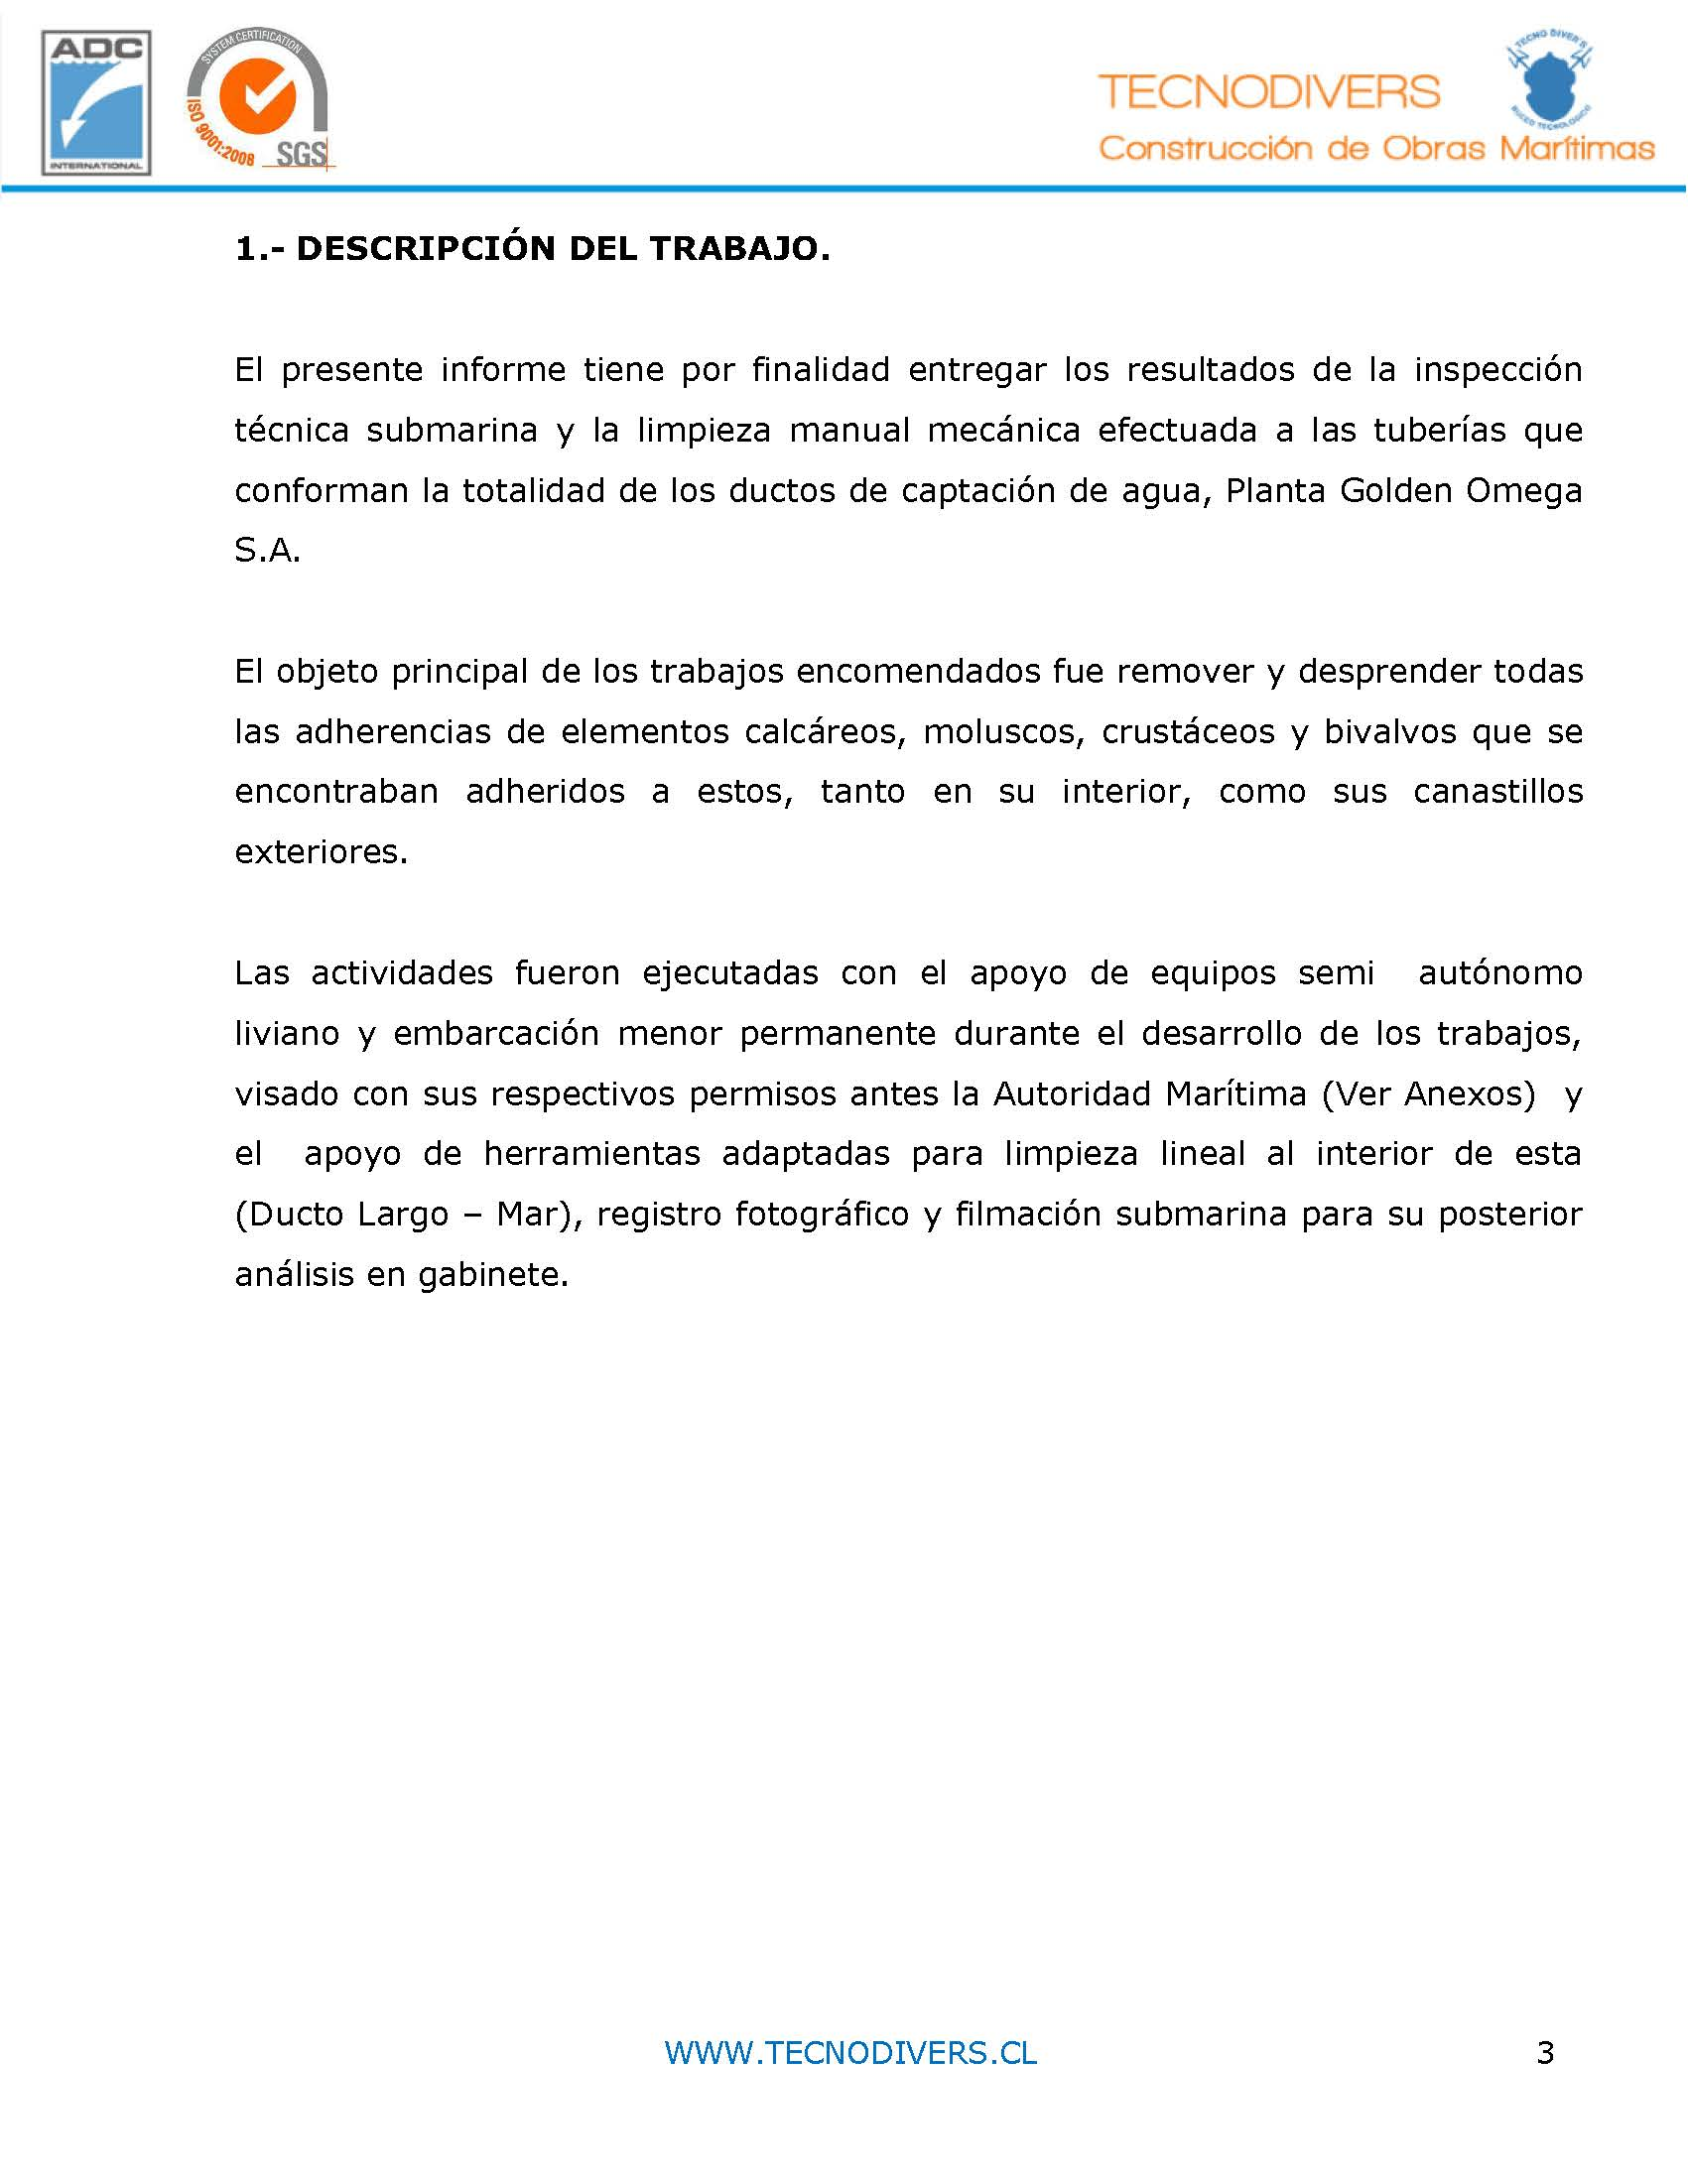 ADC
INTERNATIONAL
SYSTEM CERTIFICATION
ISO 9001:2008
SGS
TECNODIVERS
TECNO DIVER'S
BUCEO TECNOLOGICO
Construcción de Obras Marítimas
1.- DESCRIPCIÓN DEL TRABAJO.
El presente informe tiene por finalidad entregar los resultados de la inspección
técnica submarina y la limpieza manual mecánica efectuada a las tuberías que
conforman la totalidad de los ductos de captación de agua, Planta Golden Omega
S.A.
El objeto principal de los trabajos encomendados fue remover y desprender todas
las adherencias de elementos calcáreos, moluscos, crustáceos y bivalvos que se
encontraban adheridos a estos, tanto en su interior, como sus canastillos
exteriores.
Las actividades fueron ejecutadas con el apoyo de equipos semi autónomo
liviano y embarcación menor permanente durante el desarrollo de los trabajos,
visado con sus respectivos permisos antes la Autoridad Marítima (Ver Anexos) y
el apoyo de herramientas adaptadas para limpieza lineal al interior de esta
(Ducto Largo – Mar), registro fotográfico y filmación submarina para su posterior
análisis en gabinete.
WWW.TECNODIVERS.CL 3